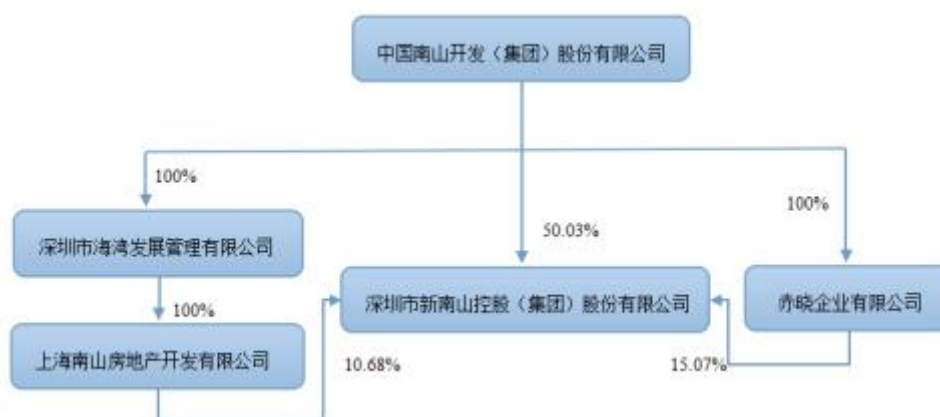 中国南山开发（集团）股份有限公司
100%
50.03%
100%
深圳市海湾发展管理有限公司
深圳市新南山控股（集团）股份有限公司
赤晓企业有限公司
100%
上海南山房地产开发有限公司
10.68%
15.07%